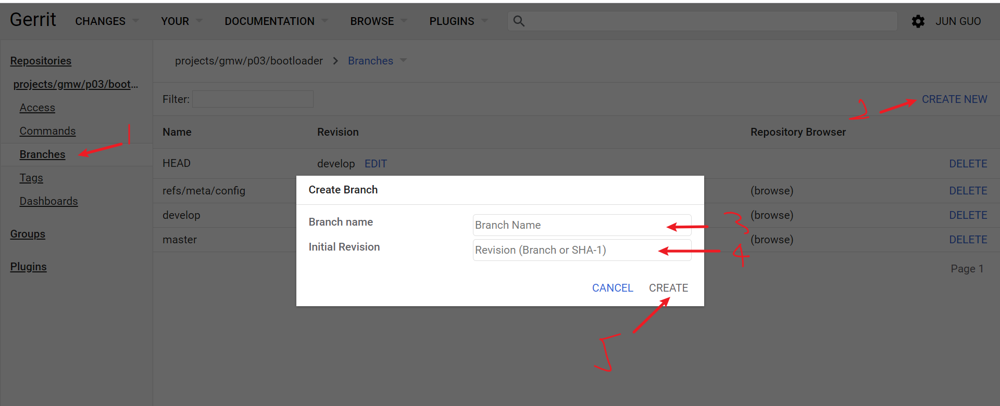 Gerrit CHANGES YOUR DOCUMENTATION BROWSE PLUGINS JUN GUO
Repositories
projects/gmw/p03/boot...
Access
Commands
1
Branches
Tags
Dashboards
Groups
Plugins
projects/gmw/p03/bootloader > Branches
Filter:
2
CREATE NEW
Name Revision Repository Browser
HEAD develop EDIT DELETE
refs/meta/config (browse) DELETE
develop (browse) DELETE
master (browse) DELETE
Page 1
Create Branch
Branch name Branch Name
3
Initial Revision Revision (Branch or SHA-1)
4
CANCEL CREATE
5